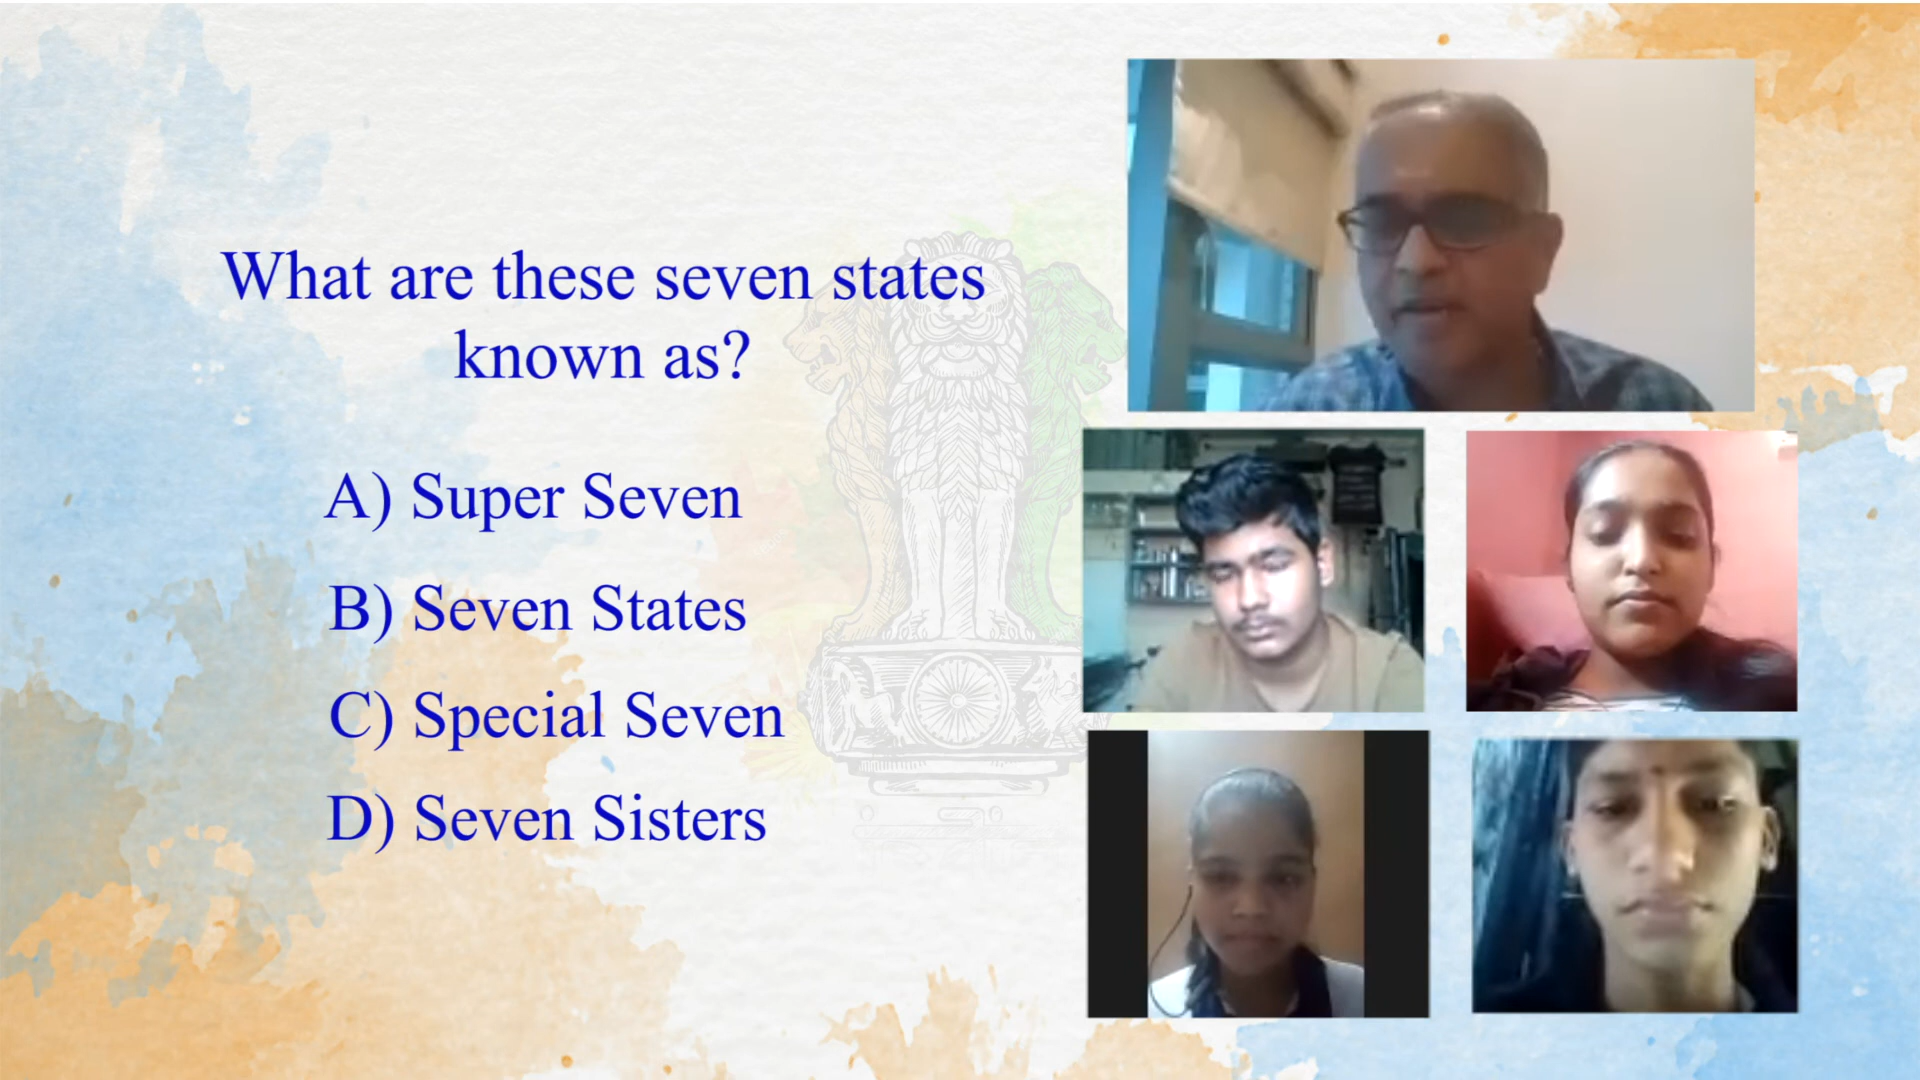 What are these seven states
known as?
A) Super Seven
B) Seven States
C) Special Seven
D) Seven Sisters